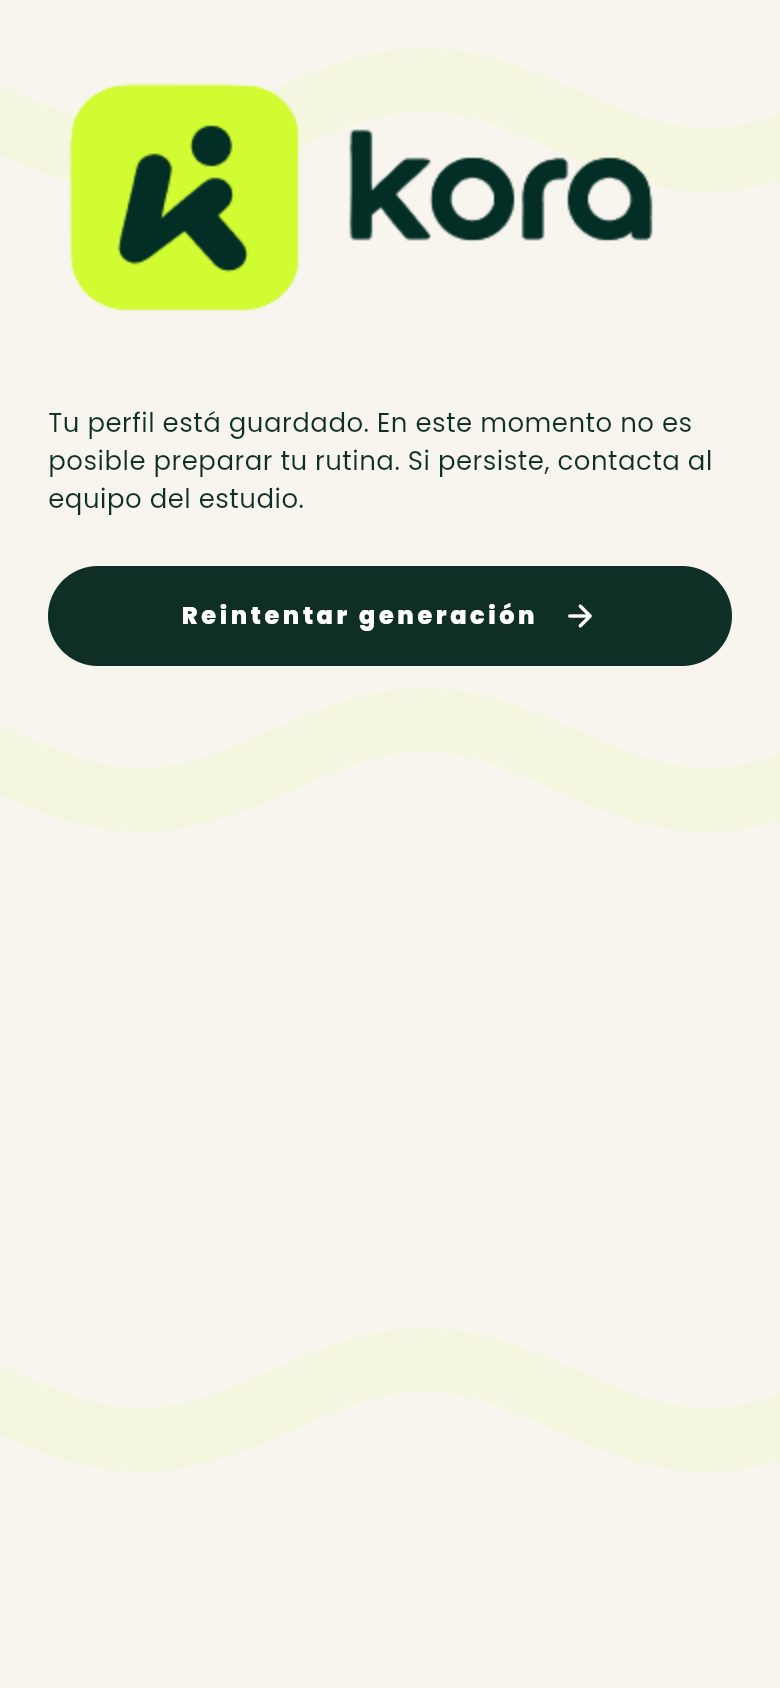 kora
Tu perfil está guardado. En este momento no es
posible preparar tu rutina. Si persiste, contacta al
equipo del estudio.
Reintentar generación